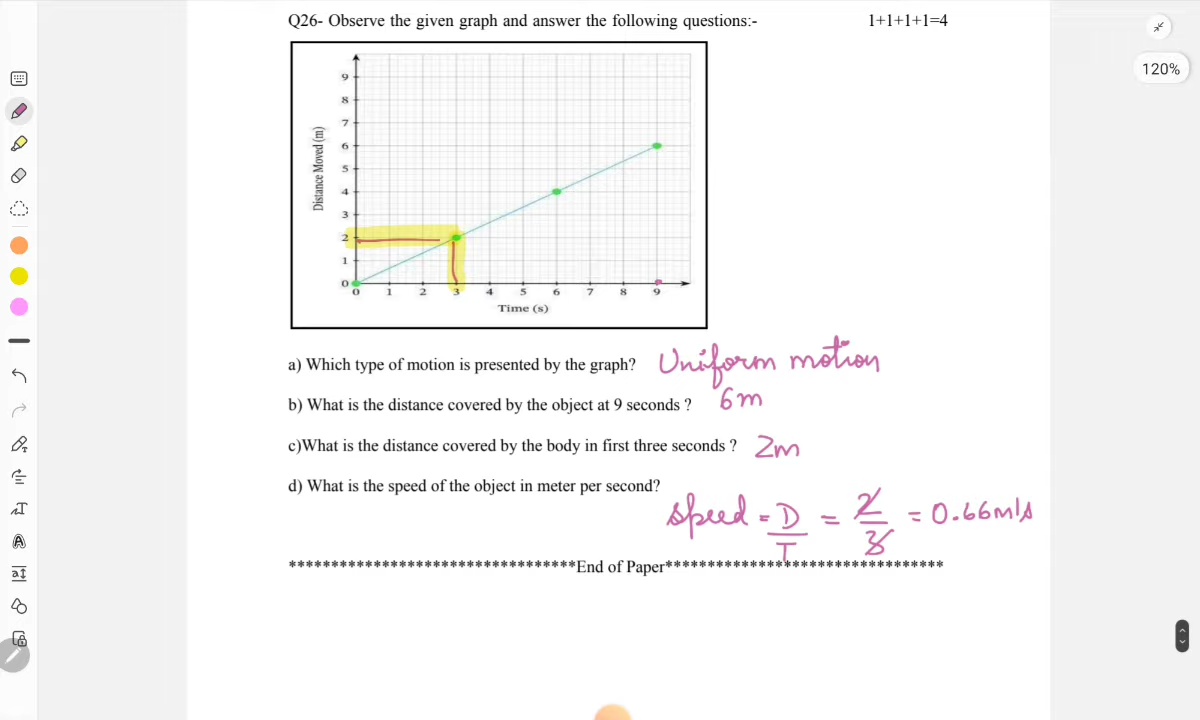 Q26- Observe the given graph and answer the following questions:- 1+1+1+1=4
120%
9
8
7
6
5
4
3
2
1
0
Distance Moved (m)
0 1 2 3 4 5 6 7 8 9
Time (s)
a) Which type of motion is presented by the graph? Uniform motion
b) What is the distance covered by the object at 9 seconds ? 6m
c)What is the distance covered by the body in first three seconds ? 2m
d) What is the speed of the object in meter per second?
speed = D/T = 2/3 = 0.66m/s
**********************************End of Paper*********************************